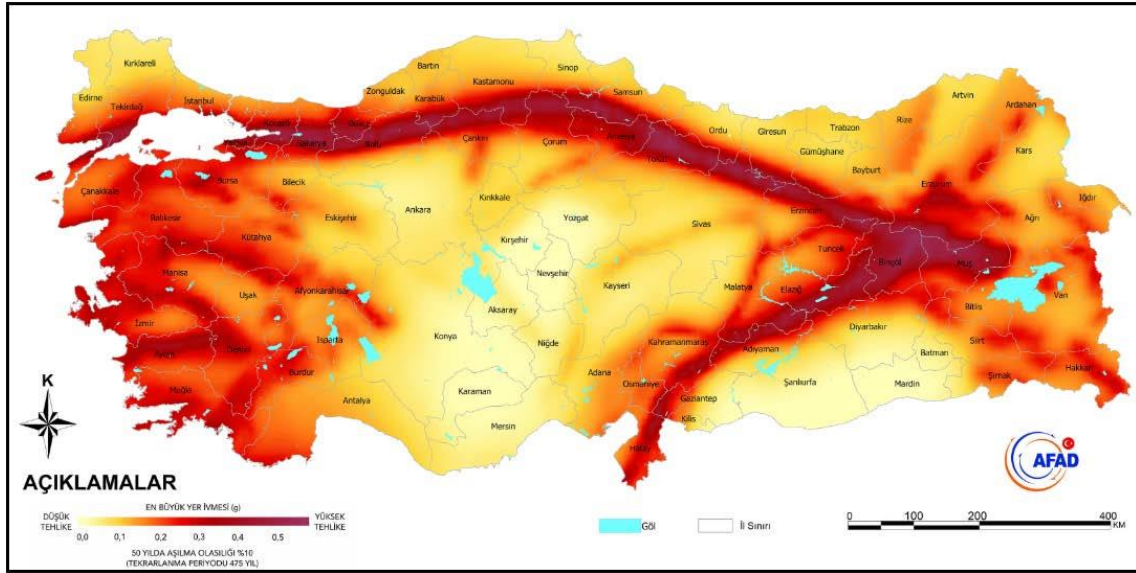 Kırklareli
Edirne
Tekirdağ
İstanbul
Kocaeli
Yalova
Sakarya
Düzce
Bolu
Zonguldak
Bartın
Karabük
Kastamonu
Sinop
Samsun
Çankırı
Çorum
Amasya
Tokat
Ordu
Giresun
Trabzon
Rize
Artvin
Ardahan
Kars
Gümüşhane
Bayburt
Erzurum
Erzincan
Iğdır
Ağrı
Çanakkale
Balıkesir
Bursa
Bilecik
Eskişehir
Kütahya
Ankara
Kırıkkale
Yozgat
Kırşehir
Sivas
Tunceli
Bingöl
Muş
Manisa
Uşak
Afyonkarahisar
Nevşehir
Kayseri
Malatya
Elazığ
Bitlis
Van
İzmir
Aydın
Denizli
Isparta
Burdur
Konya
Aksaray
Niğde
Kahramanmaraş
Adıyaman
Diyarbakır
Batman
Siirt
Şırnak
Hakkari
Muğla
Antalya
Karaman
Mersin
Adana
Osmaniye
Gaziantep
Kilis
Şanlıurfa
Mardin
Hatay
K
AFAD
AÇIKLAMALAR
EN BÜYÜK YER İVMESİ (g)
DÜŞÜK TEHLİKE
YÜKSEK TEHLİKE
0,0 0,1 0,2 0,3 0,4 0,5
50 YILDA AŞILMA OLASILIĞI %10
(TEKRARLANMA PERİYODU 475 YIL)
Göl
İl Sınırı
0 100 200 400
KM